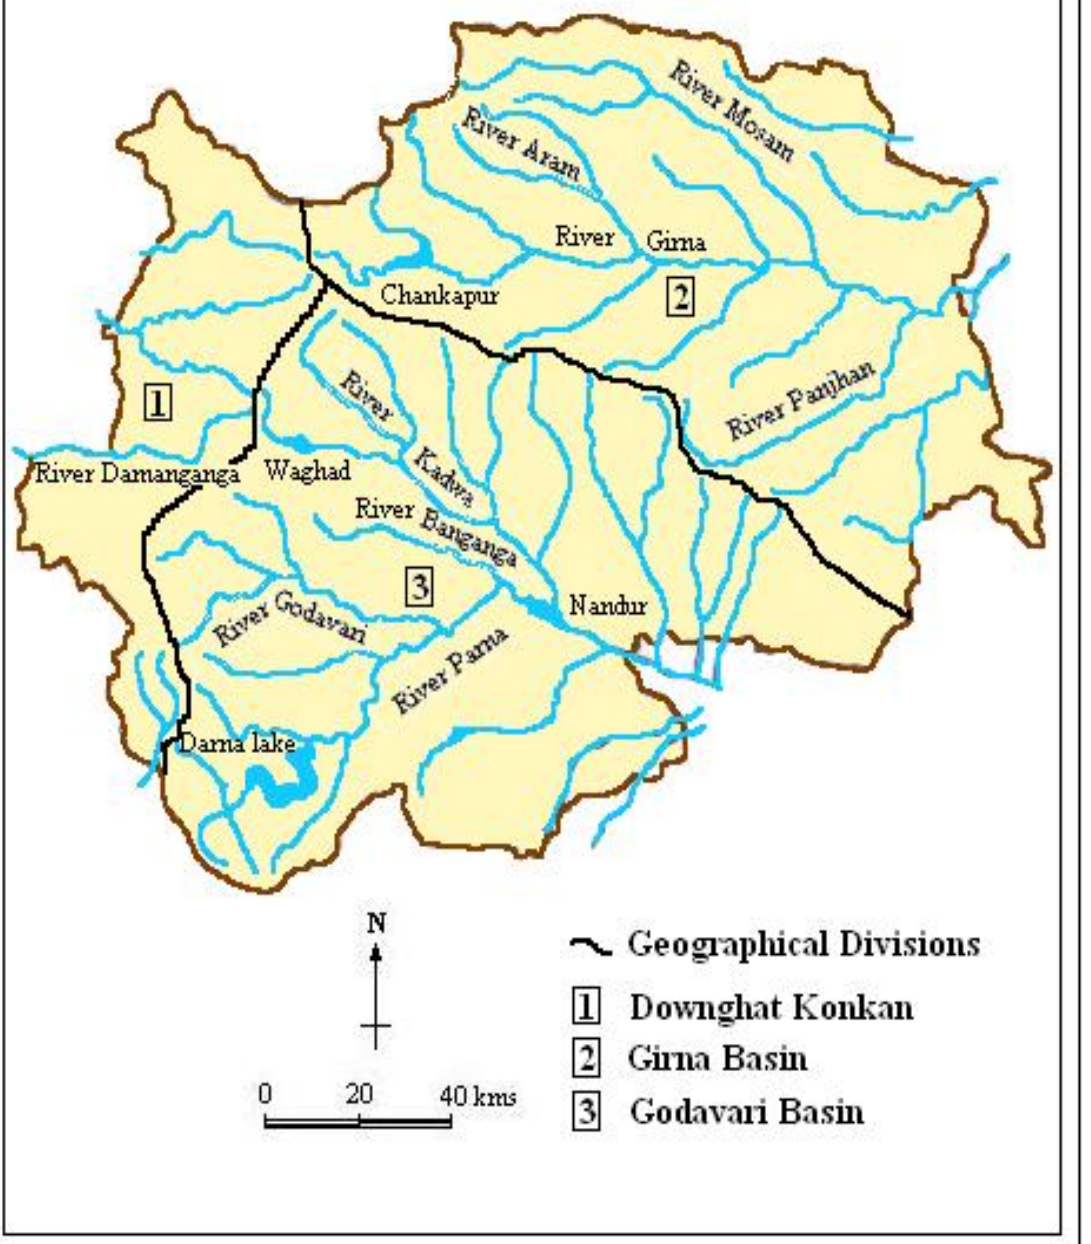 River Mosam
River Aram
River Girna
2
Chankapur
River Panjhan
1
River Kadwa
River Damanganga
Waghad
River Banganga
3
Nandur
River Godavari
River Parna
Darna lake
N
Geographical Divisions
1 Downghat Konkan
2 Girna Basin
0 20 40 kms
3 Godavari Basin